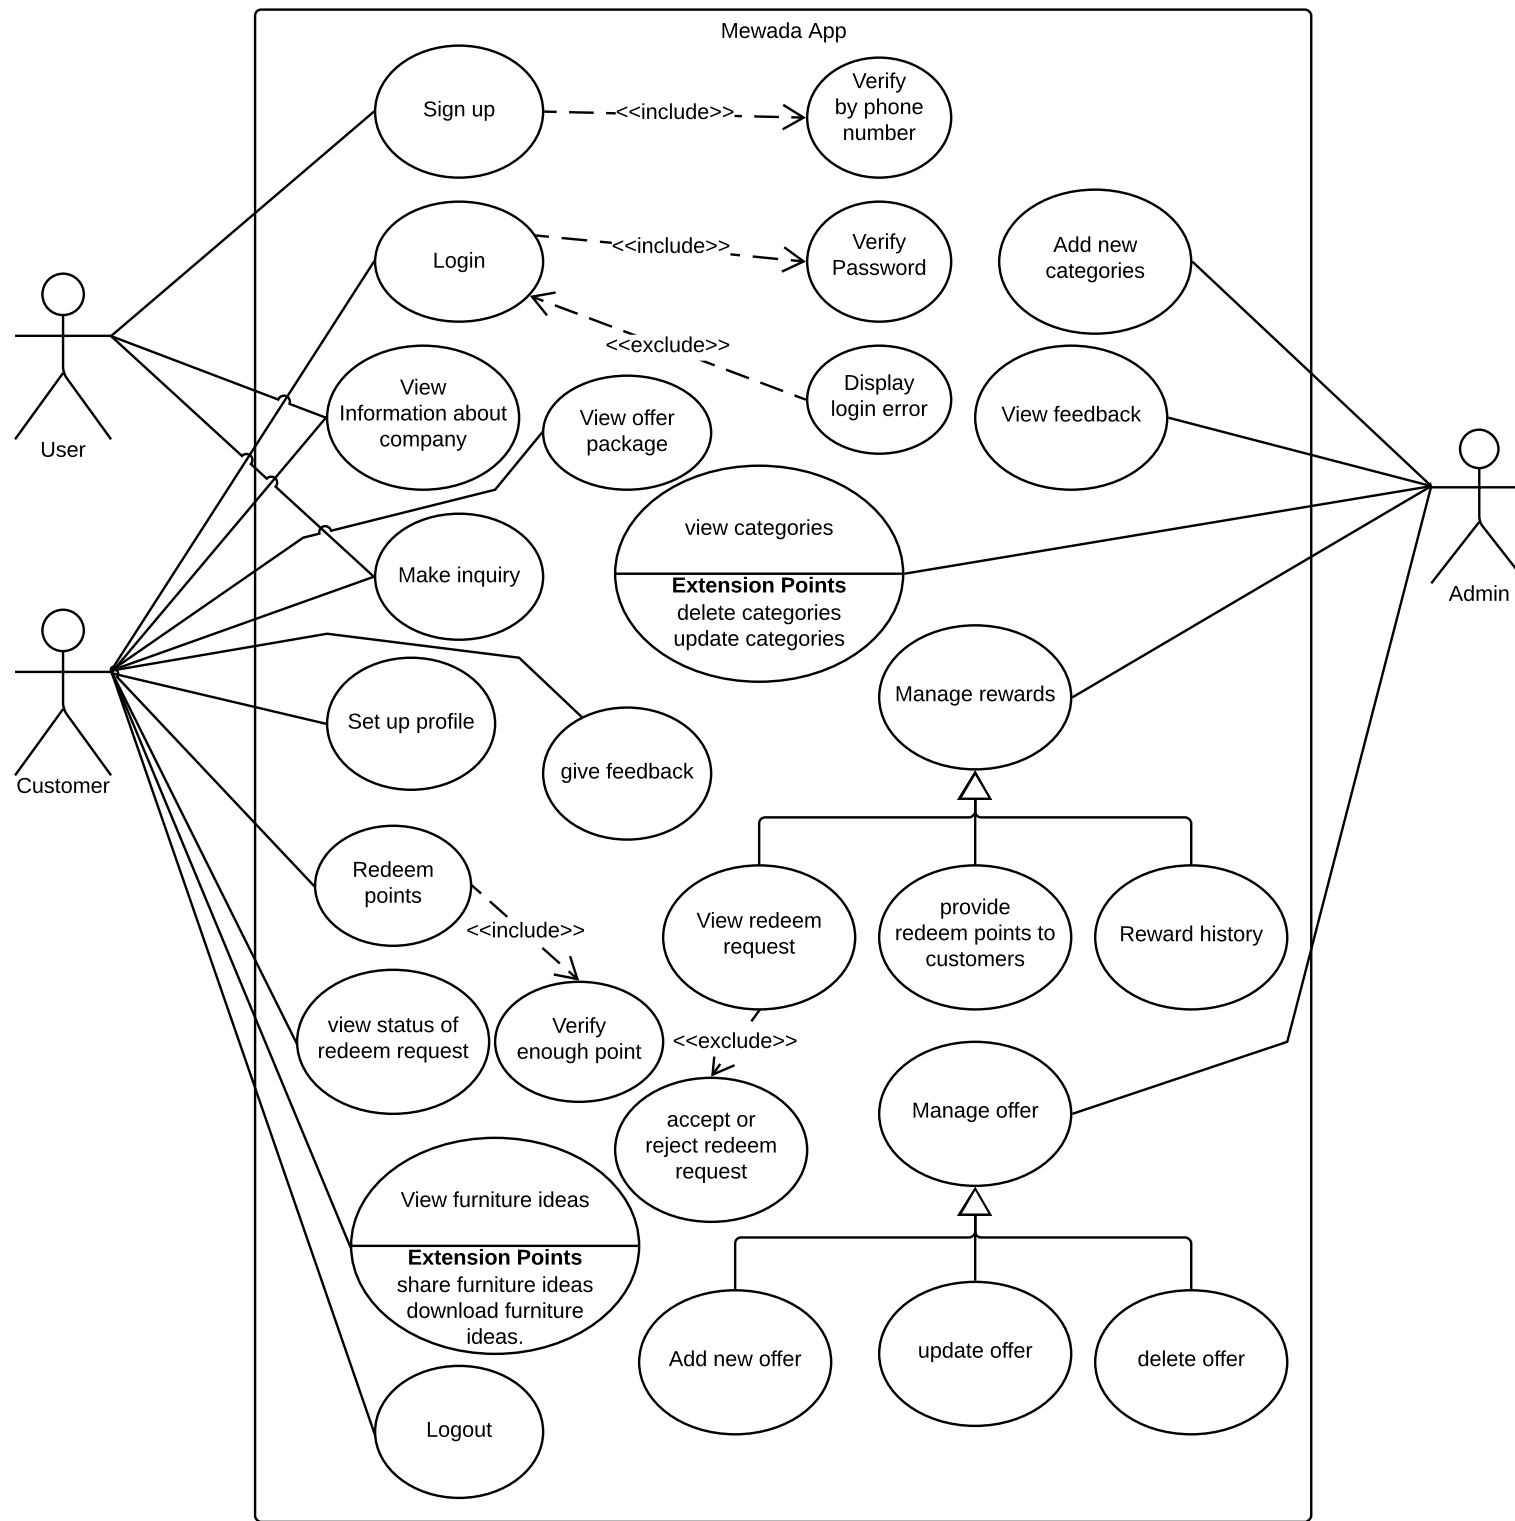 Mewada App
Sign up
<<include>>
Verify
by phone
number
Login
<<include>>
Verify
Password
Add new
categories
<<exclude>>
Display
login error
View
Information about
company
View offer
package
View feedback
User
view categories
Extension Points
delete categories
update categories
Make inquiry
Admin
Manage rewards
Set up profile
give feedback
Customer
Redeem
points
<<include>>
View redeem
request
provide
redeem points to
customers
Reward history
view status of
redeem request
Verify
enough point
<<exclude>>
accept or
reject redeem
request
Manage offer
View furniture ideas
Extension Points
share furniture ideas
download furniture
ideas.
Add new offer
update offer
delete offer
Logout